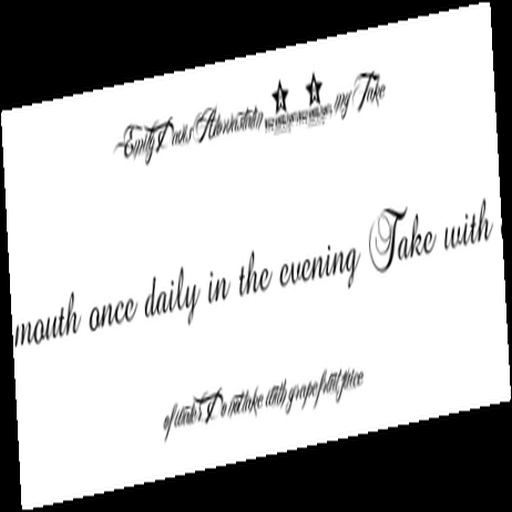 Emily Davis Atorvastatin mg Take
mouth once daily in the evening Take with
of water Do not take with grapefruit juice